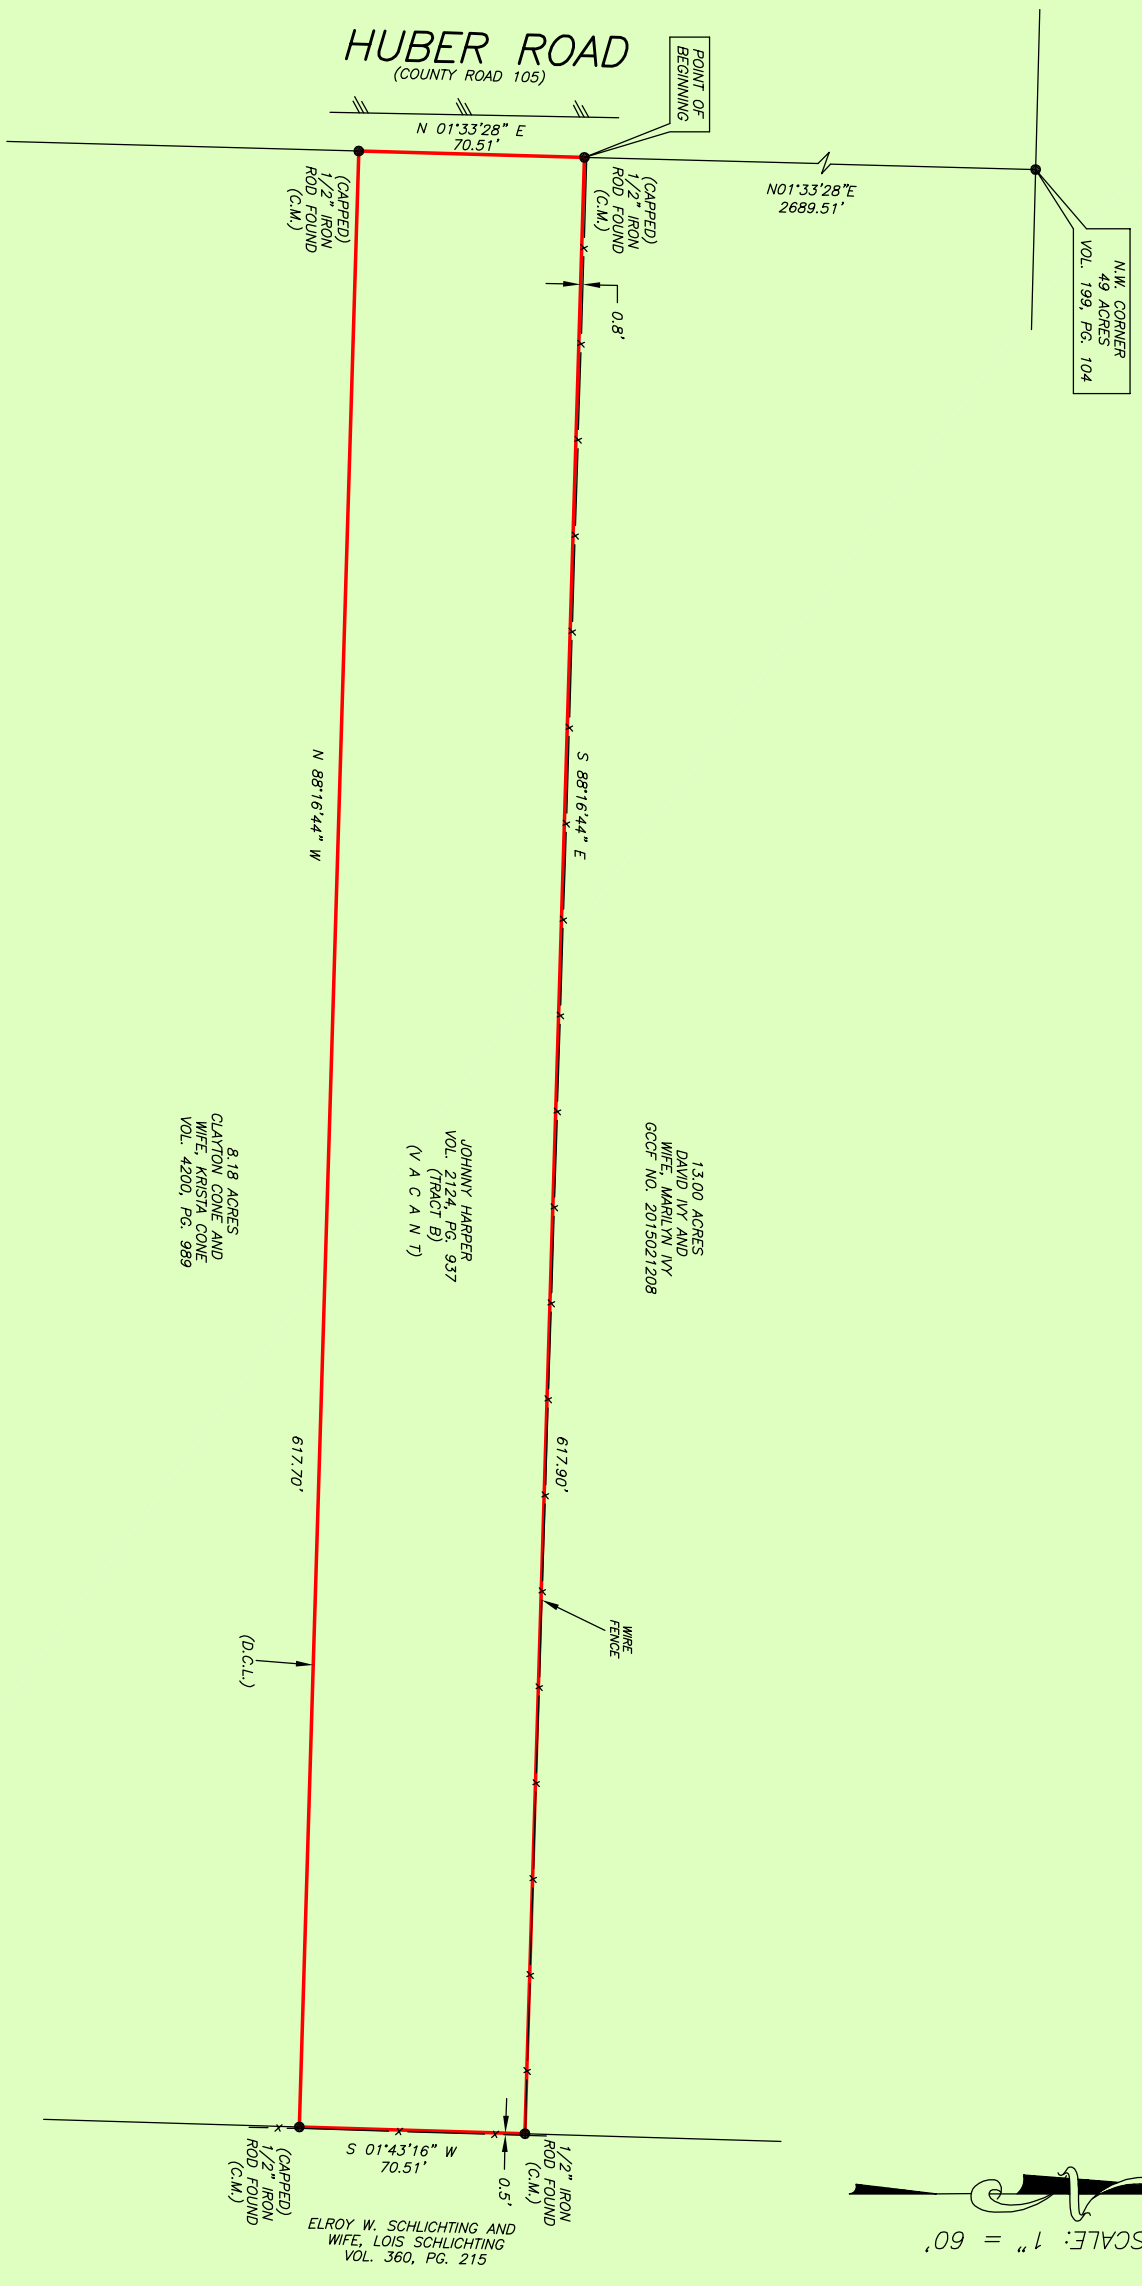 HUBER ROAD
(COUNTY ROAD 105)
N 01°33'28" E
70.51'
POINT OF
BEGINNING
N01°33'28"E
2689.51'
N.W. CORNER
49 ACRES
VOL. 199, PG. 104
(CAPPED)
1/2" IRON
ROD FOUND
(C.M.)
(CAPPED)
1/2" IRON
ROD FOUND
(C.M.)
0.8'
S 88°16'44" E
N 88°16'44" W
13.00 ACRES
DAVID IVY AND
WIFE, MARILYN IVY
GCCF NO. 2015021208
JOHNNY HARPER
VOL. 2124, PG. 937
(TRACT B)
(V A C A N T)
8.18 ACRES
CLAYTON CONE AND
WIFE, KRISTA CONE
VOL. 4200, PG. 989
617.90'
617.70'
WIRE
FENCE
(D.C.L.)
S 01°43'16" W
70.51'
0.5'
1/2" IRON
ROD FOUND
(C.M.)
(CAPPED)
1/2" IRON
ROD FOUND
(C.M.)
ELROY W. SCHLICHTING AND
WIFE, LOIS SCHLICHTING
VOL. 360, PG. 215
SCALE: 1" = 60'